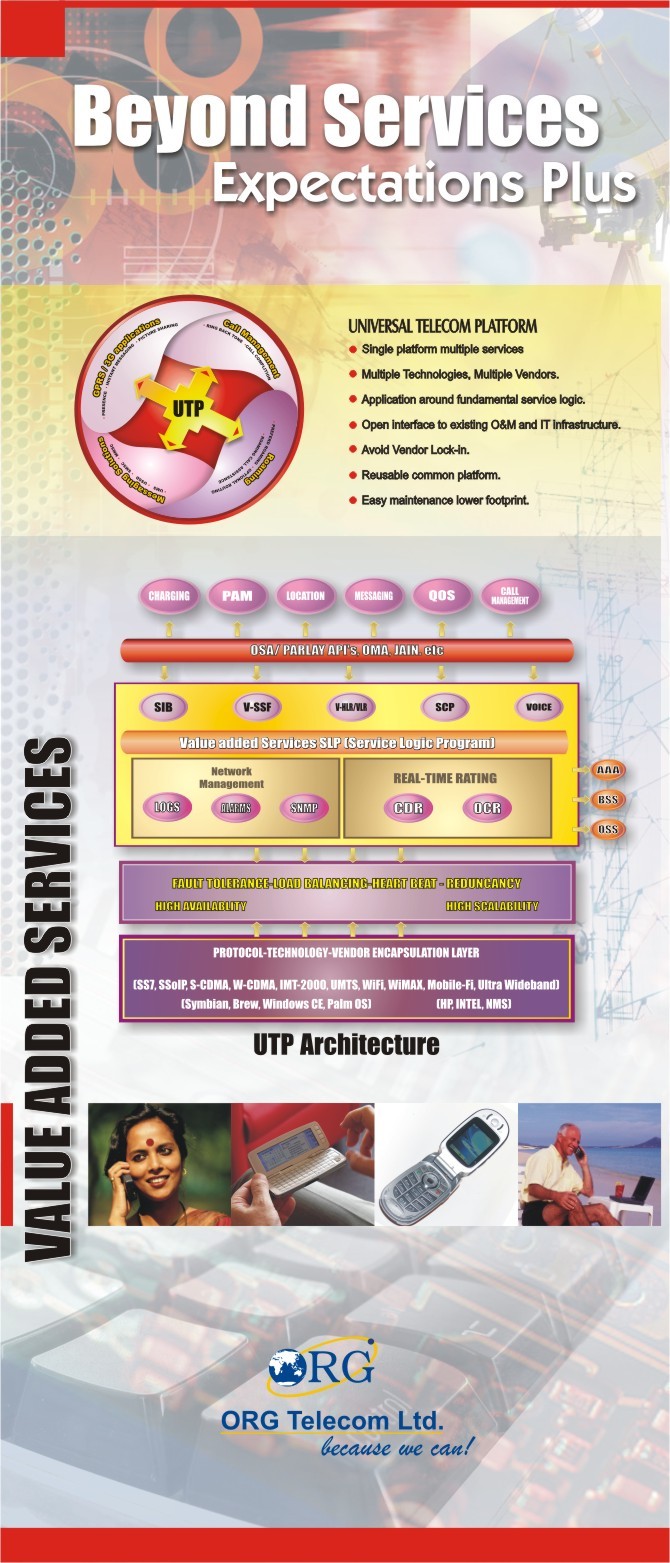 Beyond Services
Expectations Plus
GPRS / 3G applications
- PRESENCE - INSTANT MESSAGING - PICTURE SHARING
Call Management
- RING BACK TONE - CALL COMPLETION
UTP
Messaging Solutions
- UMS - USSD - SMSC - MMSC
Roaming
- OPTIONAL ROUTING
UNIVERSAL TELECOM PLATFORM
Single platform multiple services
Multiple Technologies, Multiple Vendors.
Application around fundamental service logic.
Open interface to existing O&M and IT Infrastructure.
Avoid Vendor Lock-in.
Reusable common platform.
Easy maintenance lower footprint.
VALUE ADDED SERVICES
CHARGING PAM LOCATION MESSAGING QOS CALL
MANAGEMENT
OSA/ PARLAY API's, OMA, JAIN, etc
SIB V-SSF V-HLR/VLR SCP VOICE
Value added Services SLP (Service Logic Program)
Network
Management
REAL-TIME RATING
LOGS ALARMS SNMP CDR OCR
AAA
BSS
OSS
FAULT TOLERANCE-LOAD BALANCING-HEART BEAT - REDUNCANCY
HIGH AVAILABLITY HIGH SCALABILITY
PROTOCOL-TECHNOLOGY-VENDOR ENCAPSULATION LAYER
(SS7, SSoIP, S-CDMA, W-CDMA, IMT-2000, UMTS, WiFi, WiMAX, Mobile-Fi, Ultra Wideband)
(Symbian, Brew, Windows CE, Palm OS) (HP, INTEL, NMS)
UTP Architecture
ORG
ORG Telecom Ltd.
because we can!